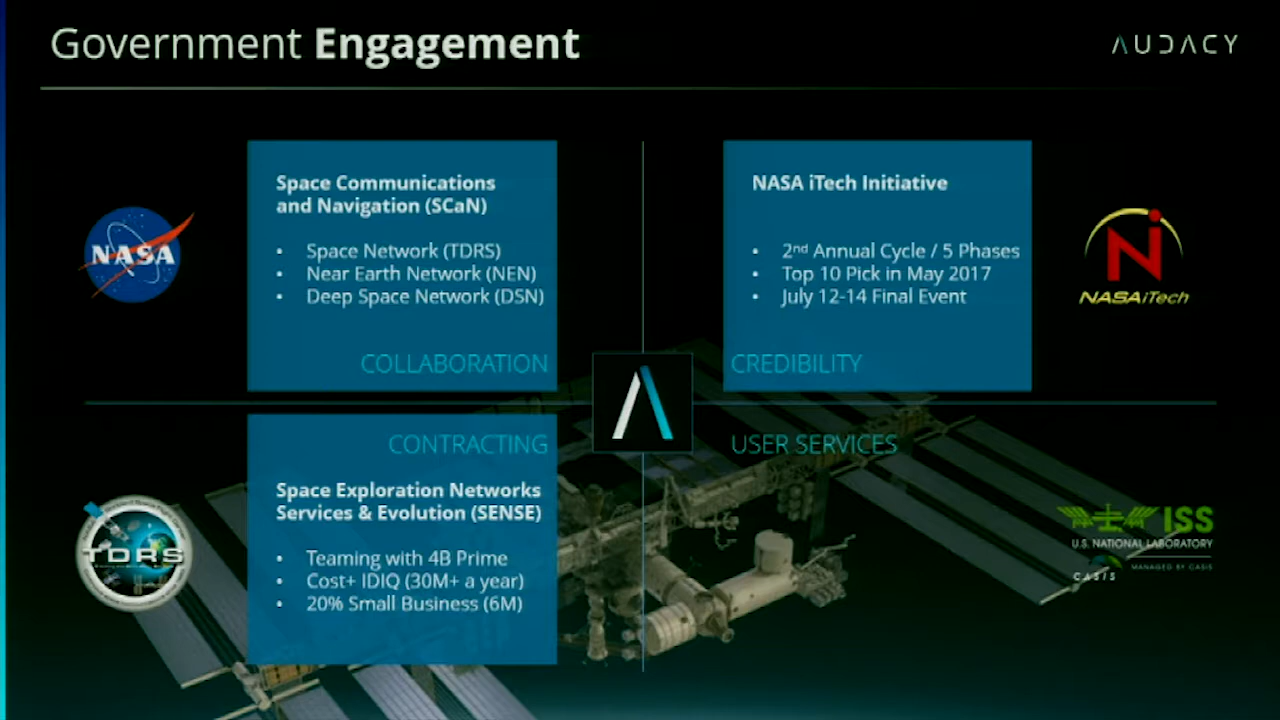 Government Engagement
AUDACY
Space Communications
and Navigation (SCaN)
• Space Network (TDRS)
• Near Earth Network (NEN)
• Deep Space Network (DSN)
COLLABORATION
NASA
NASA iTech Initiative
• 2nd Annual Cycle / 5 Phases
• Top 10 Pick in May 2017
• July 12-14 Final Event
CREDIBILITY
NASA iTech
CONTRACTING
Space Exploration Networks
Services & Evolution (SENSE)
• Teaming with 4B Prime
• Cost+ IDIQ (30M+ a year)
• 20% Small Business (6M)
TDRS
USER SERVICES
ISS
U.S. NATIONAL LABORATORY
MANAGED BY CASIS
CASIS